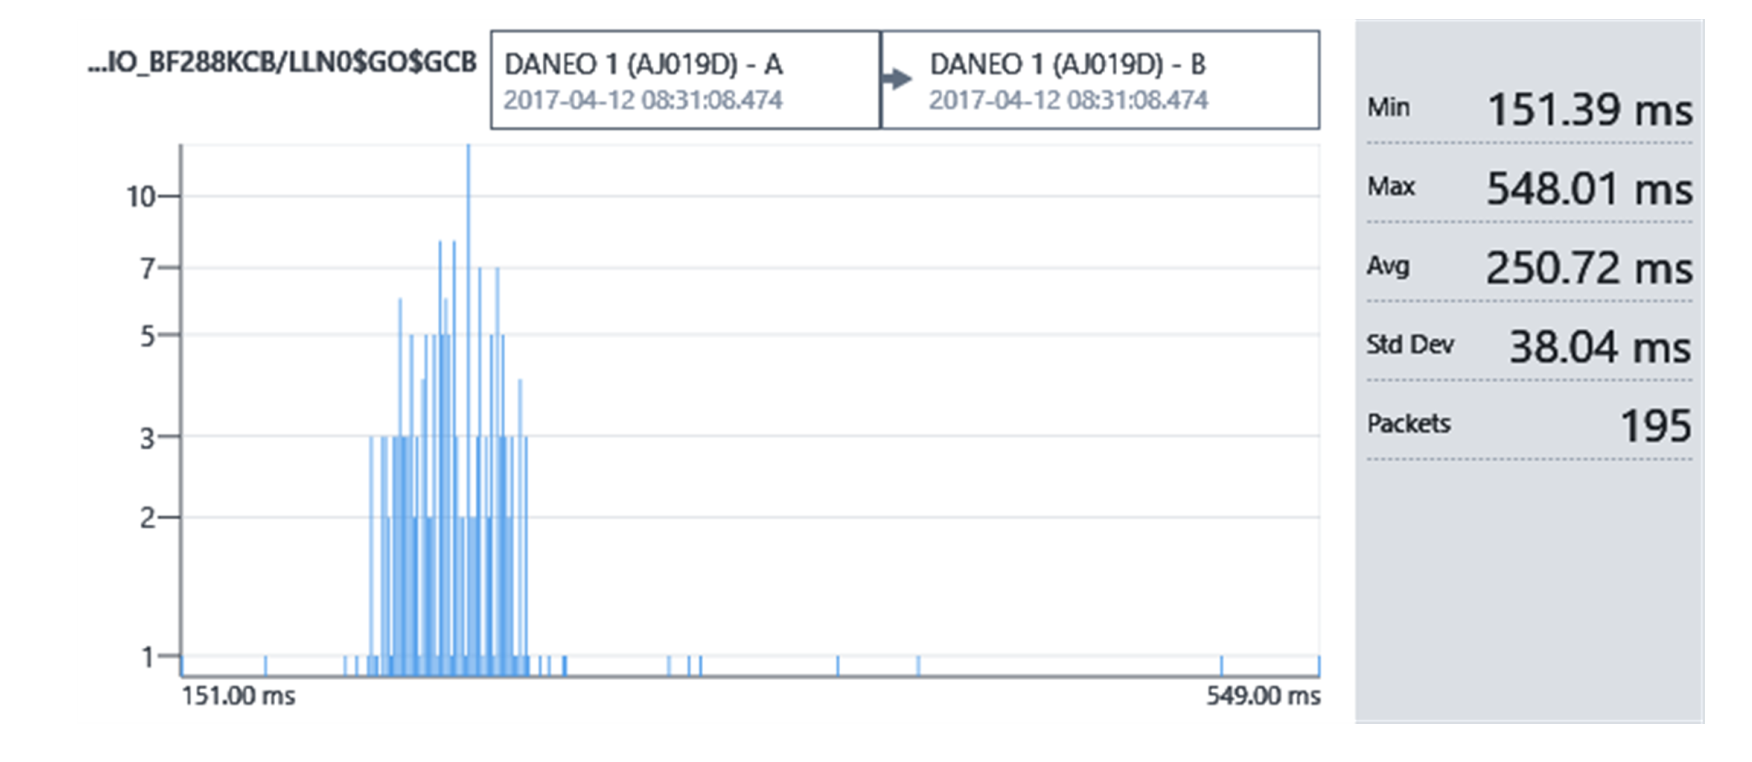 ...IO_BF288KCB/LLN0$GO$GCB
DANEO 1 (AJ019D) - A
2017-04-12 08:31:08.474
DANEO 1 (AJ019D) - B
2017-04-12 08:31:08.474
10
7
5
3
2
1
151.00 ms
549.00 ms
Min 151.39 ms
Max 548.01 ms
Avg 250.72 ms
Std Dev 38.04 ms
Packets 195